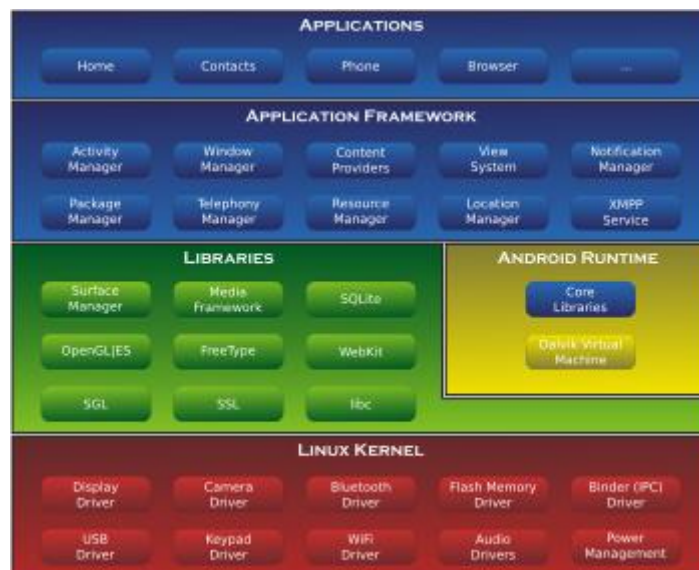 APPLICATIONS
Home Contacts Phone Browser ...
APPLICATION FRAMEWORK
Activity Manager Window Manager Content Providers View System Notification Manager
Package Manager Telephony Manager Resource Manager Location Manager XMPP Service
LIBRARIES
Surface Manager Media Framework SQLite
OpenGL|ES FreeType WebKit
SGL SSL libc
ANDROID RUNTIME
Core Libraries
Dalvik Virtual Machine
LINUX KERNEL
Display Driver Camera Driver Bluetooth Driver Flash Memory Driver Binder (IPC) Driver
USB Driver Keypad Driver WiFi Driver Audio Drivers Power Management